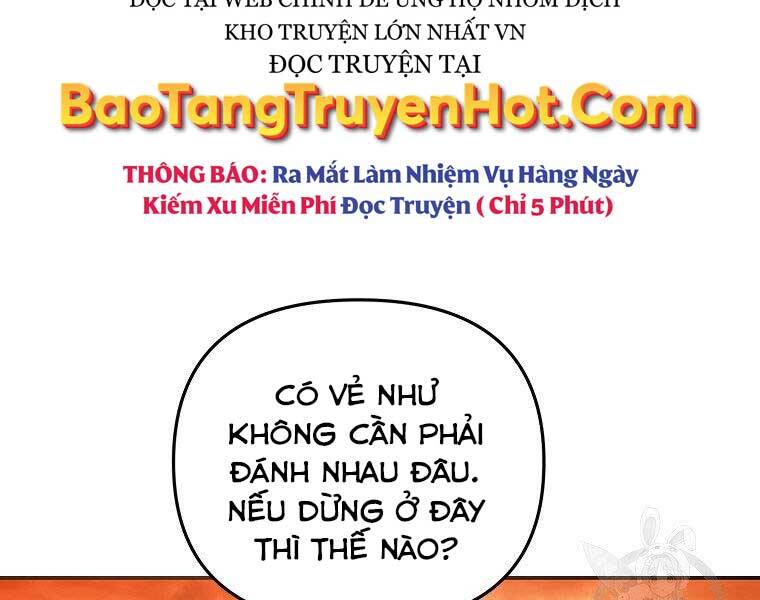 ĐỌC TẠI WEB CHÍNH ĐỂ ỦNG HỘ NHÓM DỊCH
KHO TRUYỆN LỚN NHẤT VN
ĐỌC TRUYỆN TẠI
BaoTangTruyenHot.Com
THÔNG BÁO: Ra Mắt Làm Nhiệm Vụ Hàng Ngày
Kiếm Xu Miễn Phí Đọc Truyện ( Chỉ 5 Phút)
CÓ VẺ NHƯ
KHÔNG CẦN PHẢI
ĐÁNH NHAU ĐÂU.
NẾU DỪNG Ở ĐÂY
THÌ THẾ NÀO?